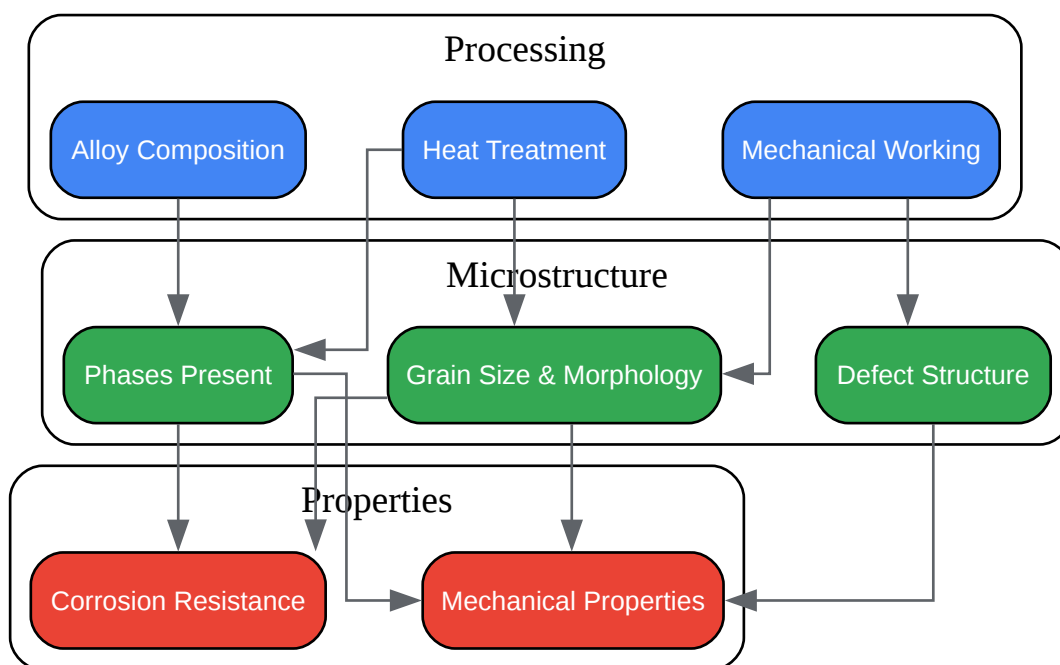 Processing
Alloy Composition
Heat Treatment
Mechanical Working
Microstructure
Phases Present
Grain Size & Morphology
Defect Structure
Properties
Corrosion Resistance
Mechanical Properties